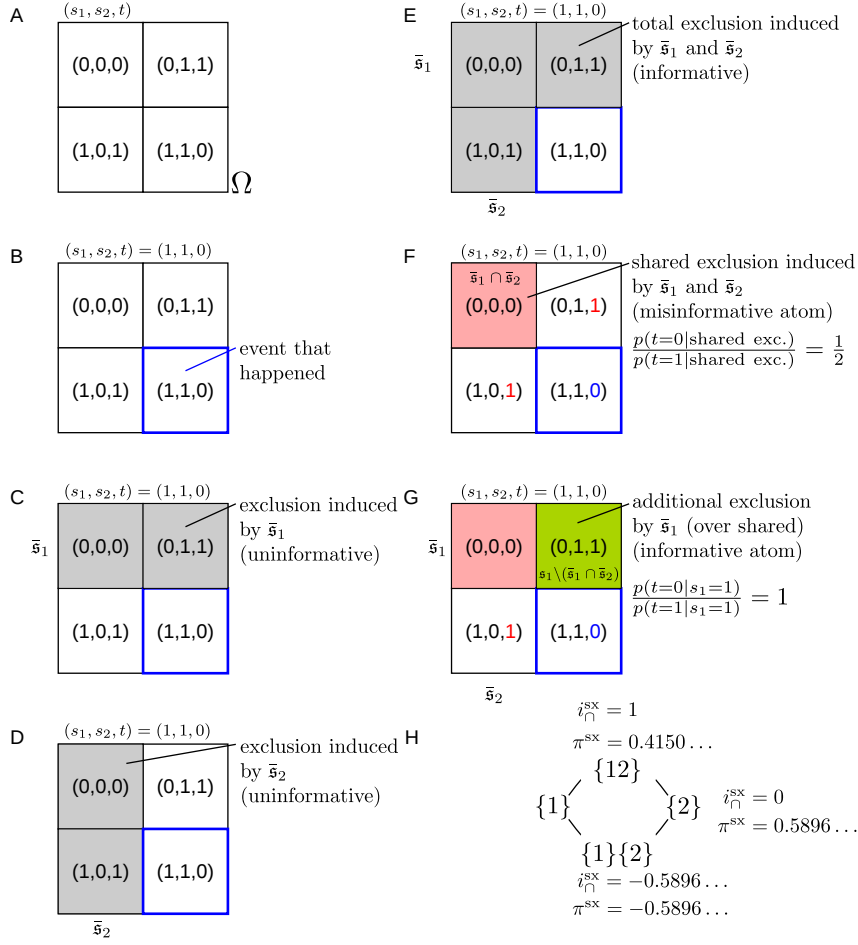 A
(s₁, s₂, t)
(0,0,0) (0,1,1)
(1,0,1) (1,1,0)
Ω
B
(s₁, s₂, t) = (1, 1, 0)
(0,0,0) (0,1,1)
(1,0,1) (1,1,0)
event that
happened
C
(s₁, s₂, t) = (1, 1, 0)
s̄₁
(0,0,0) (0,1,1)
(1,0,1) (1,1,0)
exclusion induced
by s̄₁
(uninformative)
D
(s₁, s₂, t) = (1, 1, 0)
(0,0,0) (0,1,1)
(1,0,1) (1,1,0)
s̄₂
exclusion induced
by s̄₂
(uninformative)
E
(s₁, s₂, t) = (1, 1, 0)
s̄₁
(0,0,0) (0,1,1)
(1,0,1) (1,1,0)
s̄₂
total exclusion induced
by s̄₁ and s̄₂
(informative)
F
(s₁, s₂, t) = (1, 1, 0)
s̄₁ ∩ s̄₂
(0,0,0) (0,1,1)
(1,0,1) (1,1,0)
shared exclusion induced
by s̄₁ and s̄₂
(misinformative atom)
p(t=0|shared exc.)/p(t=1|shared exc.) = 1/2
G
(s₁, s₂, t) = (1, 1, 0)
s̄₁
(0,0,0) (0,1,1)
s₁\(s̄₁ ∩ s̄₂)
(1,0,1) (1,1,0)
s̄₂
additional exclusion
by s̄₁ (over shared)
(informative atom)
p(t=0|s₁=1)/p(t=1|s₁=1) = 1
H
i∩ˢˣ = 1
πˢˣ = 0.4150 . . .
{12}
{1} {2}
i∩ˢˣ = 0
πˢˣ = 0.5896 . . .
{1}{2}
i∩ˢˣ = −0.5896 . . .
πˢˣ = −0.5896 . . .